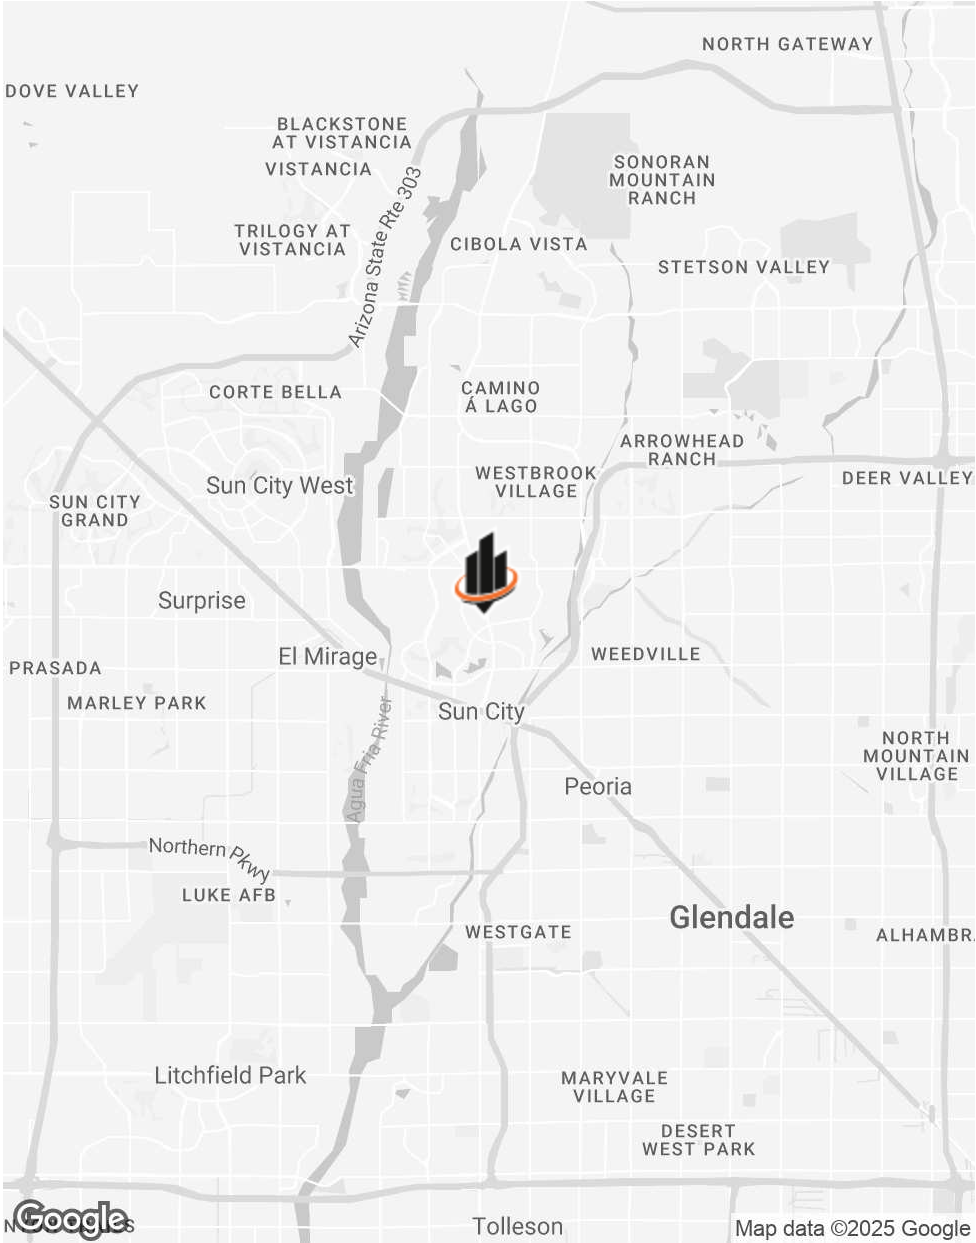 NORTH GATEWAY
DOVE VALLEY
BLACKSTONE
AT VISTANCIA
VISTANCIA
SONORAN
MOUNTAIN
RANCH
Arizona State Rte 303
TRILOGY AT
VISTANCIA
CIBOLA VISTA
STETSON VALLEY
CORTE BELLA
CAMINO
Á LAGO
ARROWHEAD
RANCH
WESTBROOK
VILLAGE
DEER VALLEY
Sun City West
SUN CITY
GRAND
Surprise
El Mirage
WEEDVILLE
PRASADA
MARLEY PARK
Sun City
Agua Fria River
NORTH
MOUNTAIN
VILLAGE
Peoria
Northern Pkwy
LUKE AFB
Glendale
WESTGATE
ALHAMBR
Litchfield Park
MARYVALE
VILLAGE
DESERT
WEST PARK
Google
Tolleson
Map data ©2025 Google